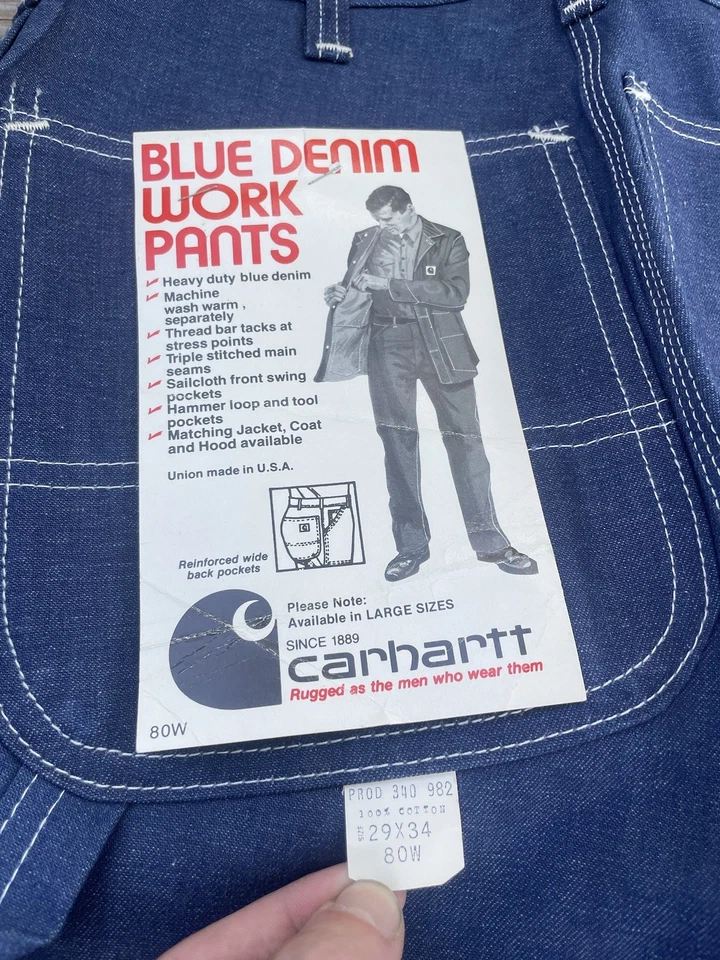 BLUE DENIM
WORK
PANTS
Heavy duty blue denim
Machine
wash warm,
separately
Thread bar tacks at
stress points
Triple stitched main
seams
Sailcloth front swing
pockets
Hammer loop and tool
pockets
Matching Jacket, Coat
and Hood available
Union made in U.S.A.
Reinforced wide
back pockets
Please Note:
Available in LARGE SIZES
SINCE 1889
carhartt
Rugged as the men who wear them
80W
PROD 340 982
100% COTTON
SIZE 29X34
80W